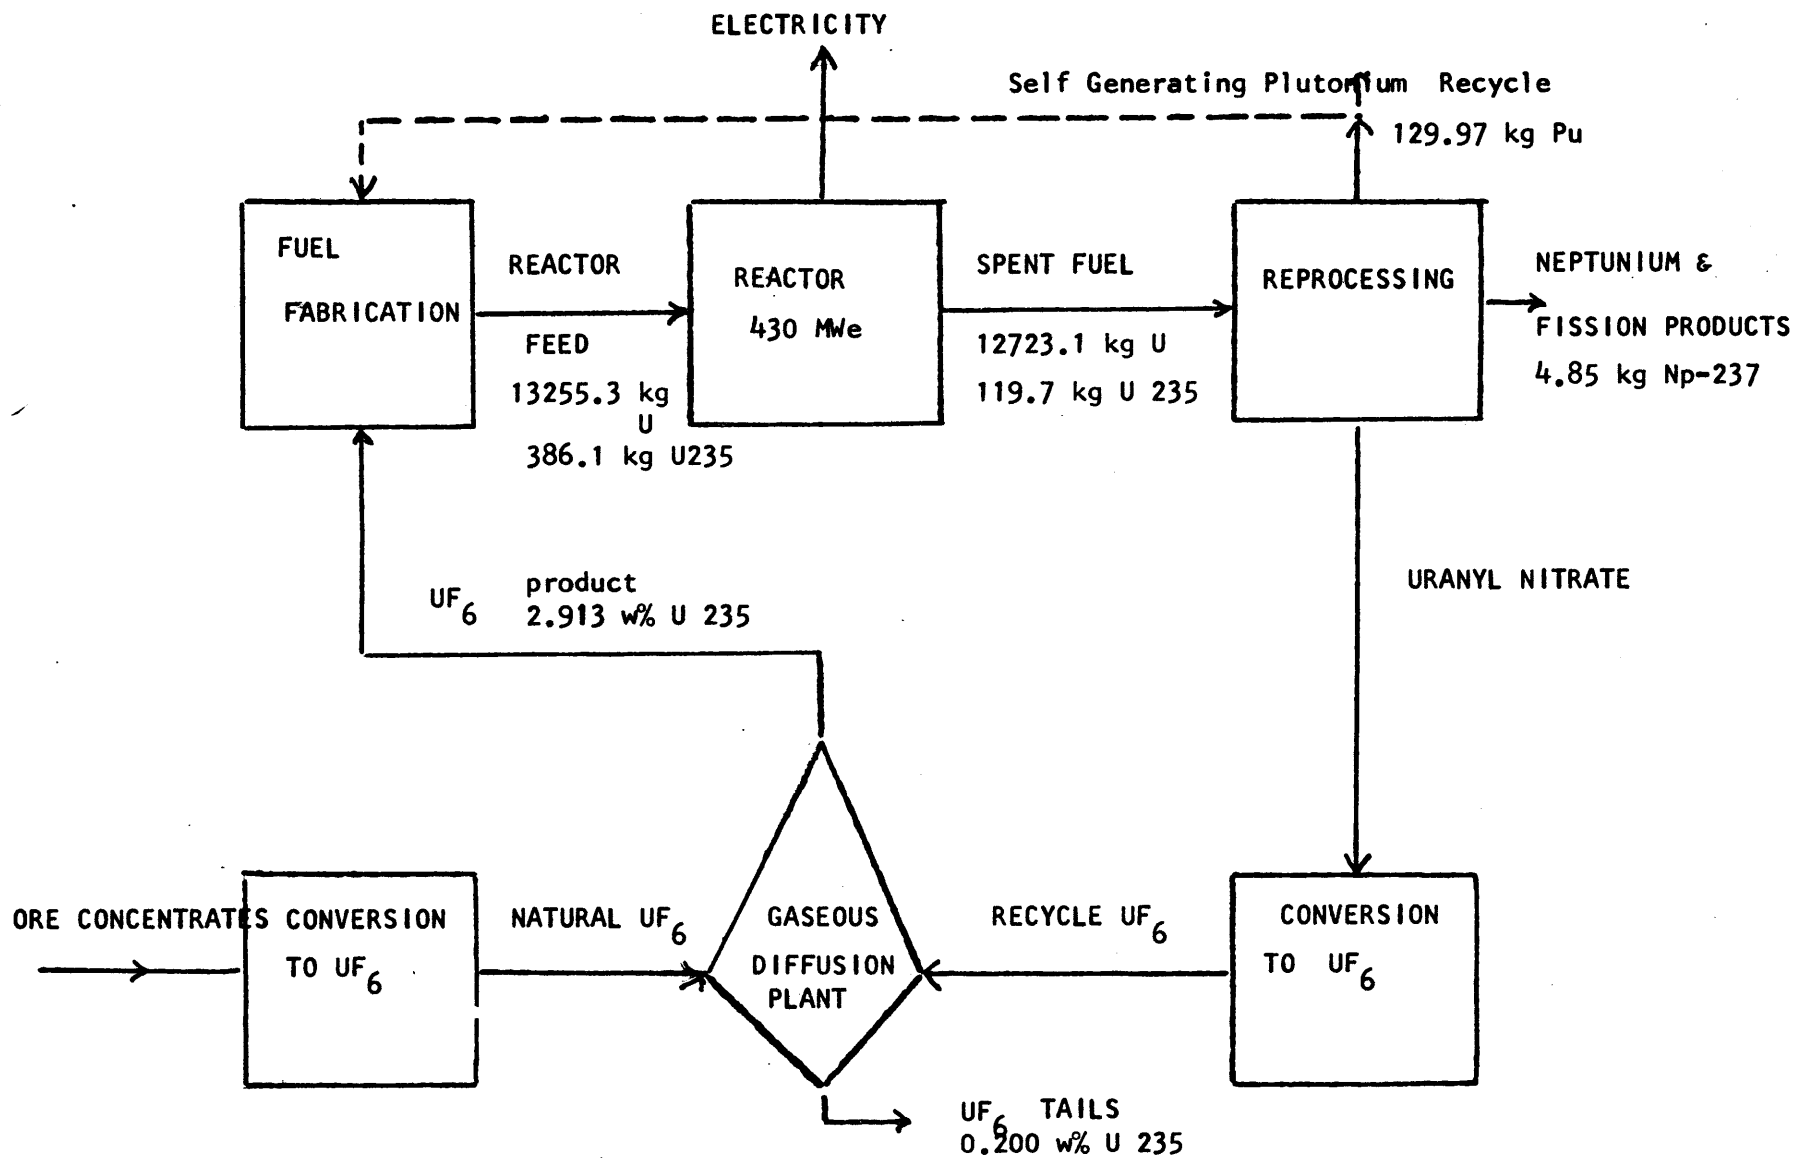 ELECTRICITY
Self Generating Plutonium Recycle
129.97 kg Pu
FUEL
FABRICATION
REACTOR
FEED
13255.3 kg
U
386.1 kg U235
REACTOR
430 MWe
SPENT FUEL
12723.1 kg U
119.7 kg U 235
REPROCESSING
NEPTUNIUM &
FISSION PRODUCTS
4.85 kg Np-237
URANYL NITRATE
UF6 product
2.913 w% U 235
ORE CONCENTRATES
CONVERSION
TO UF6
NATURAL UF6
GASEOUS
DIFFUSION
PLANT
RECYCLE UF6
CONVERSION
TO UF6
UF6 TAILS
0.200 w% U 235